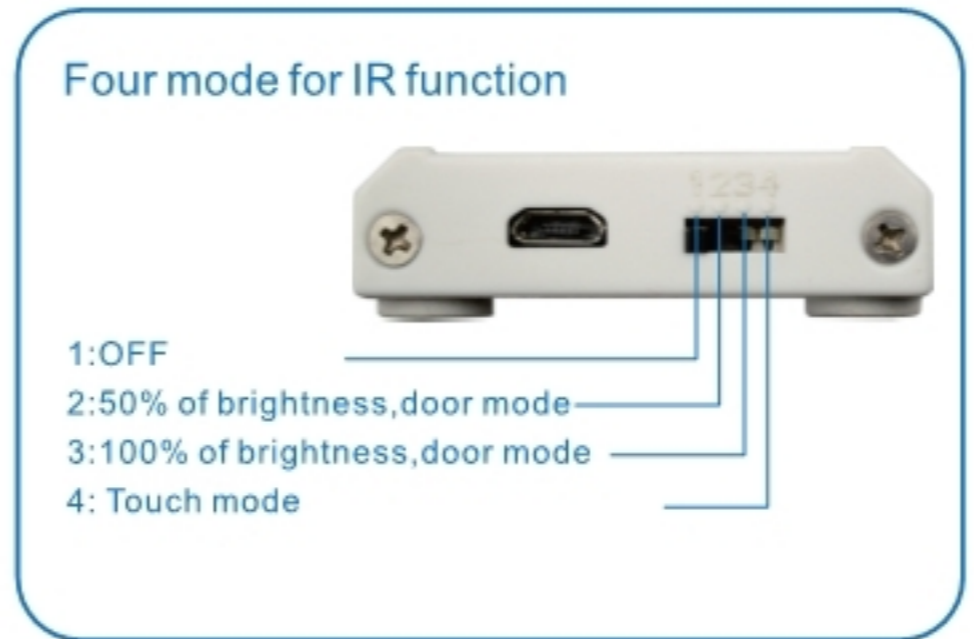 Four mode for IR function
1234
1:OFF
2:50% of brightness,door mode
3:100% of brightness,door mode
4: Touch mode